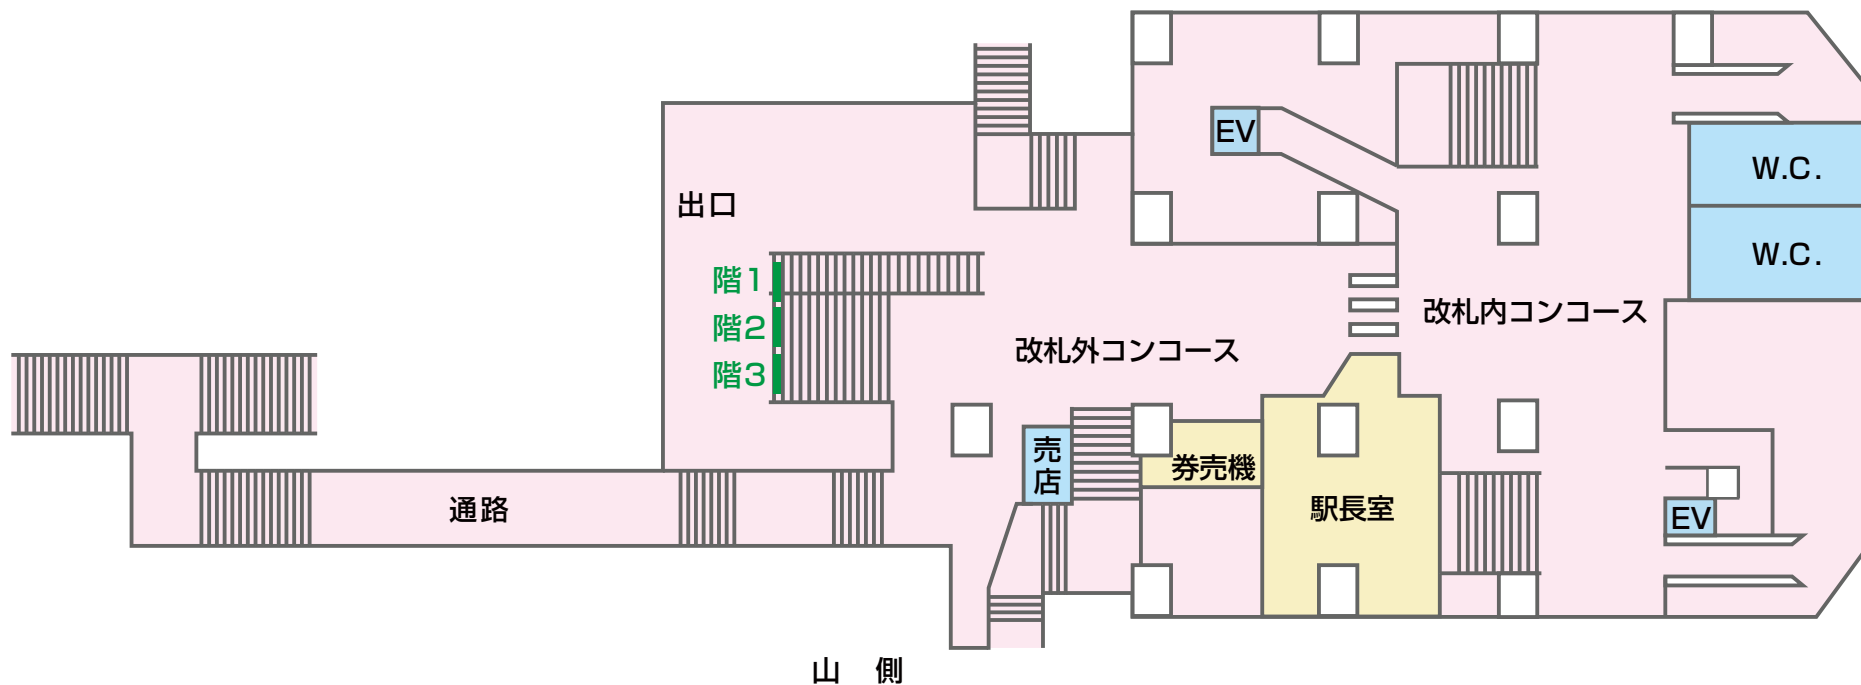 EV
W.C.
出口
W.C.
階1
改札内コンコース
階2
改札外コンコース
階3
売店
券売機
通路
駅長室
EV
山　側